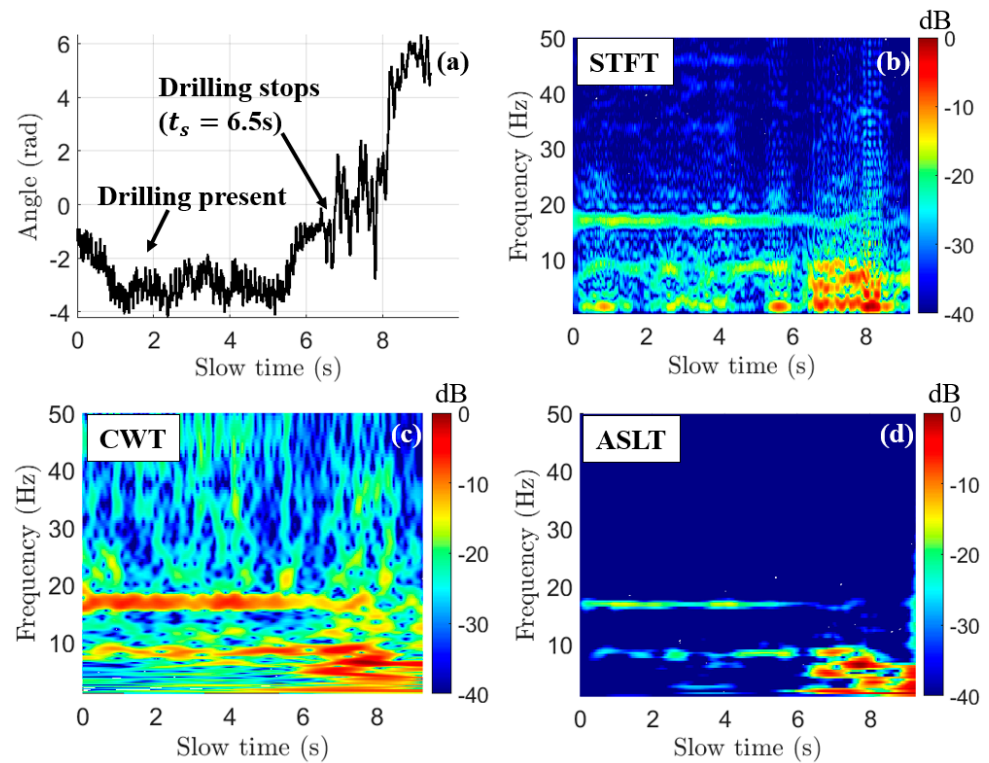 6
4
2
0
-2
-4
0
2
4
6
8
Angle (rad)
Slow time (s)
(a)
Drilling stops
(t_s = 6.5s)
Drilling present
dB
STFT
(b)
50
40
30
20
10
Frequency (Hz)
0
2
4
6
8
Slow time (s)
0
-10
-20
-30
-40
dB
CWT
(c)
50
40
30
20
10
Frequency (Hz)
0
2
4
6
8
Slow time (s)
0
-10
-20
-30
-40
dB
ASLT
(d)
50
40
30
20
10
Frequency (Hz)
0
2
4
6
8
Slow time (s)
0
-10
-20
-30
-40